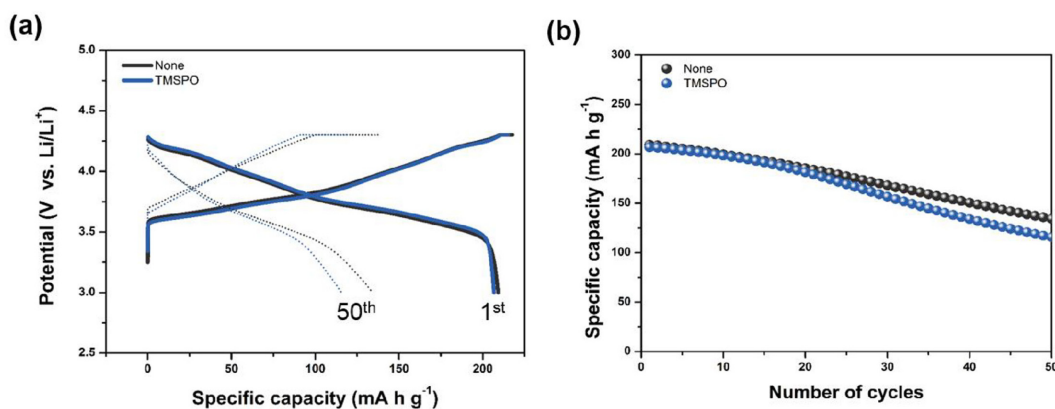 (a)
5.0
4.5
4.0
3.5
3.0
2.5
Potential (V vs. Li/Li⁺)
None
TMSPO
50ᵗʰ
1ˢᵗ
0
50
100
150
200
Specific capacity (mA h g⁻¹)
(b)
300
250
200
150
100
50
0
Specific capacity (mA h g⁻¹)
None
TMSPO
0
10
20
30
40
50
Number of cycles